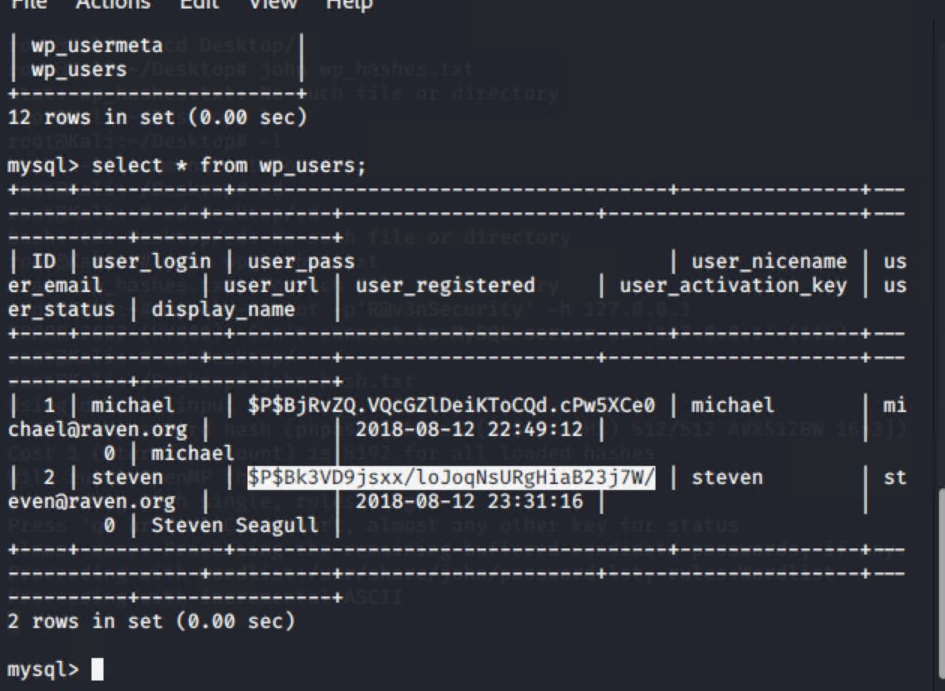 File Actions Edit View Help
| wp_usermeta |
| wp_users |
+-----------------------+
12 rows in set (0.00 sec)
mysql> select * from wp_users;
+----+------------+------------------------------------+---------------+---
----------------+----------+---------------------+---------------------+---
----------+----------------+
| ID | user_login | user_pass | user_nicename | us
er_email | user_url | user_registered | user_activation_key | us
er_status | display_name |
+----+------------+------------------------------------+---------------+---
----------------+----------+---------------------+---------------------+---
----------+----------------+
| 1 | michael | $P$BjRvZQ.VQcGZlDeiKToCQd.cPw5XCe0 | michael | mi
chael@raven.org | | 2018-08-12 22:49:12 | |
0 | michael |
| 2 | steven | $P$Bk3VD9jsxx/loJoqNsURgHiaB23j7W/ | steven | st
even@raven.org | | 2018-08-12 23:31:16 | |
0 | Steven Seagull |
+----+------------+------------------------------------+---------------+---
----------------+----------+---------------------+---------------------+---
----------+----------------+
2 rows in set (0.00 sec)
mysql>